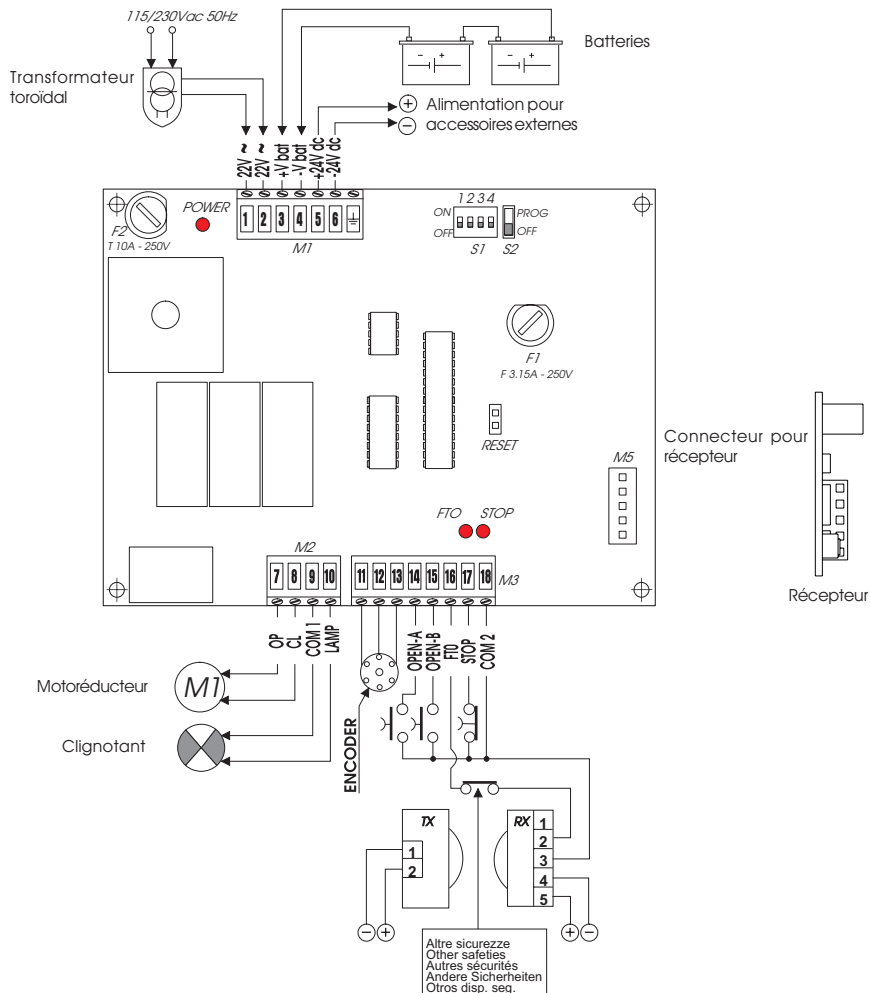 115/230Vac 50Hz
Batteries
Transformateur
toroïdal
Alimentation pour
accessoires externes
22V ~
22V ~
+V bat
-V bat
+24V dc
-24V dc
1 2 3 4 5 6
M1
POWER
F2
T 10A - 250V
1 2 3 4
ON
OFF
S1
PROG
OFF
S2
F1
F 3.15A - 250V
RESET
Connecteur pour
récepteur
M5
Récepteur
FTO STOP
M2
7 8 9 10
11 12 13 14 15 16 17 18
M3
OP
CL
COM 1
LAMP
OPEN-A
OPEN-B
FTO
STOP
COM 2
Motoréducteur
M1
Clignotant
ENCODER
TX
1
2
RX
1
2
3
4
5
Altre sicurezze
Other safeties
Autres sécurités
Andere Sicherheiten
Otros disp. seg.